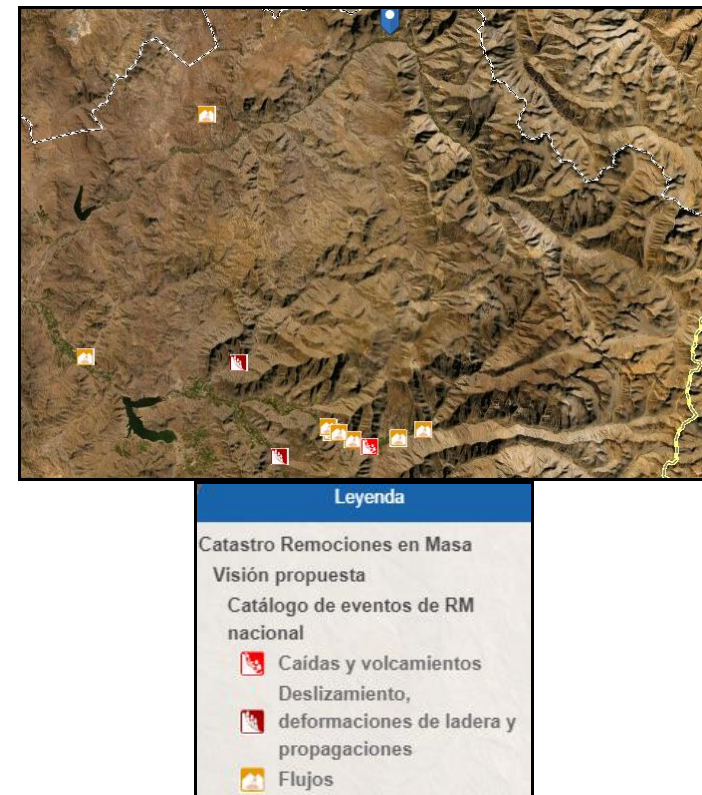 Leyenda
Catastro Remociones en Masa
Visión propuesta
Catálogo de eventos de RM
nacional
Caídas y volcamientos
Deslizamiento,
deformaciones de ladera y
propagaciones
Flujos